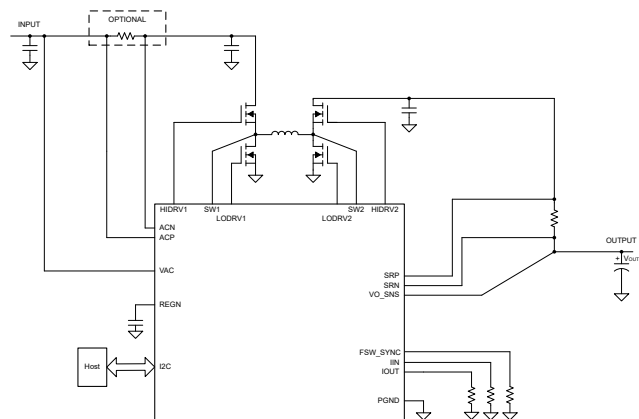 OPTIONAL
INPUT
HIDRV1
SW1
LODRV1
LODRV2
SW2
HIDRV2
ACN
ACP
VAC
REGN
Host
I2C
SRP
SRN
VO_SNS
FSW_SYNC
IIN
IOUT
PGND
OUTPUT
+ VOUT